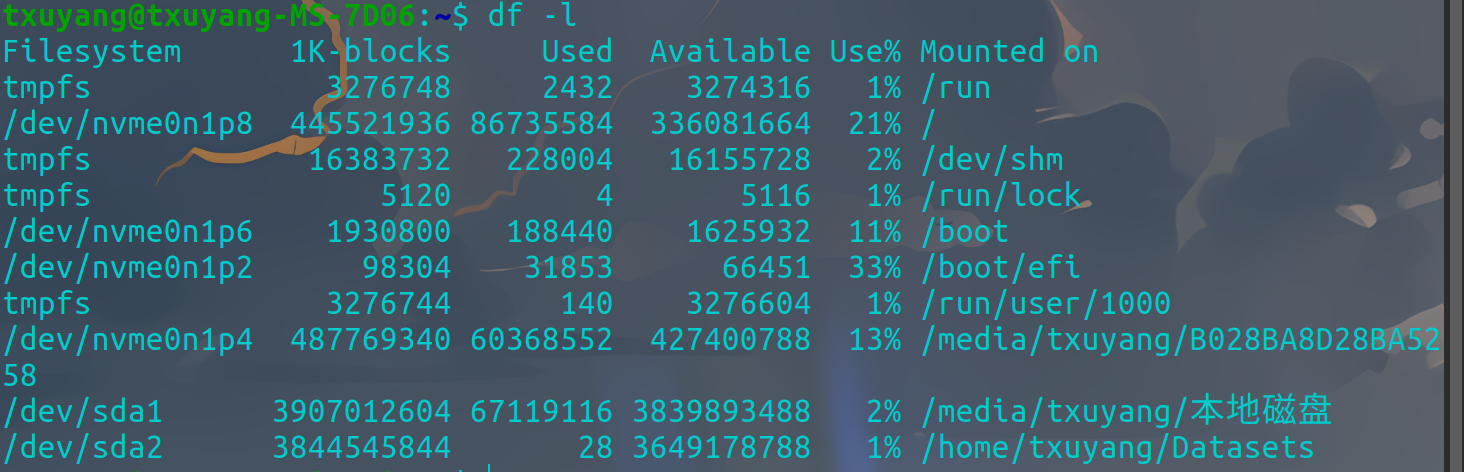 txuyang@txuyang-MS-7D06:~$ df -l
Filesystem      1K-blocks     Used  Available Use% Mounted on
tmpfs             3276748     2432    3274316   1% /run
/dev/nvme0n1p8  445521936 86735584  336081664  21% /
tmpfs            16383732   228004   16155728   2% /dev/shm
tmpfs                5120        4       5116   1% /run/lock
/dev/nvme0n1p6    1930800   188440    1625932  11% /boot
/dev/nvme0n1p2      98304    31853      66451  33% /boot/efi
tmpfs             3276744      140    3276604   1% /run/user/1000
/dev/nvme0n1p4  487769340 60368552  427400788  13% /media/txuyang/B028BA8D28BA52
58
/dev/sda1      3907012604 67119116 3839893488   2% /media/txuyang/本地磁盘
/dev/sda2      3844545844       28 3649178788   1% /home/txuyang/Datasets